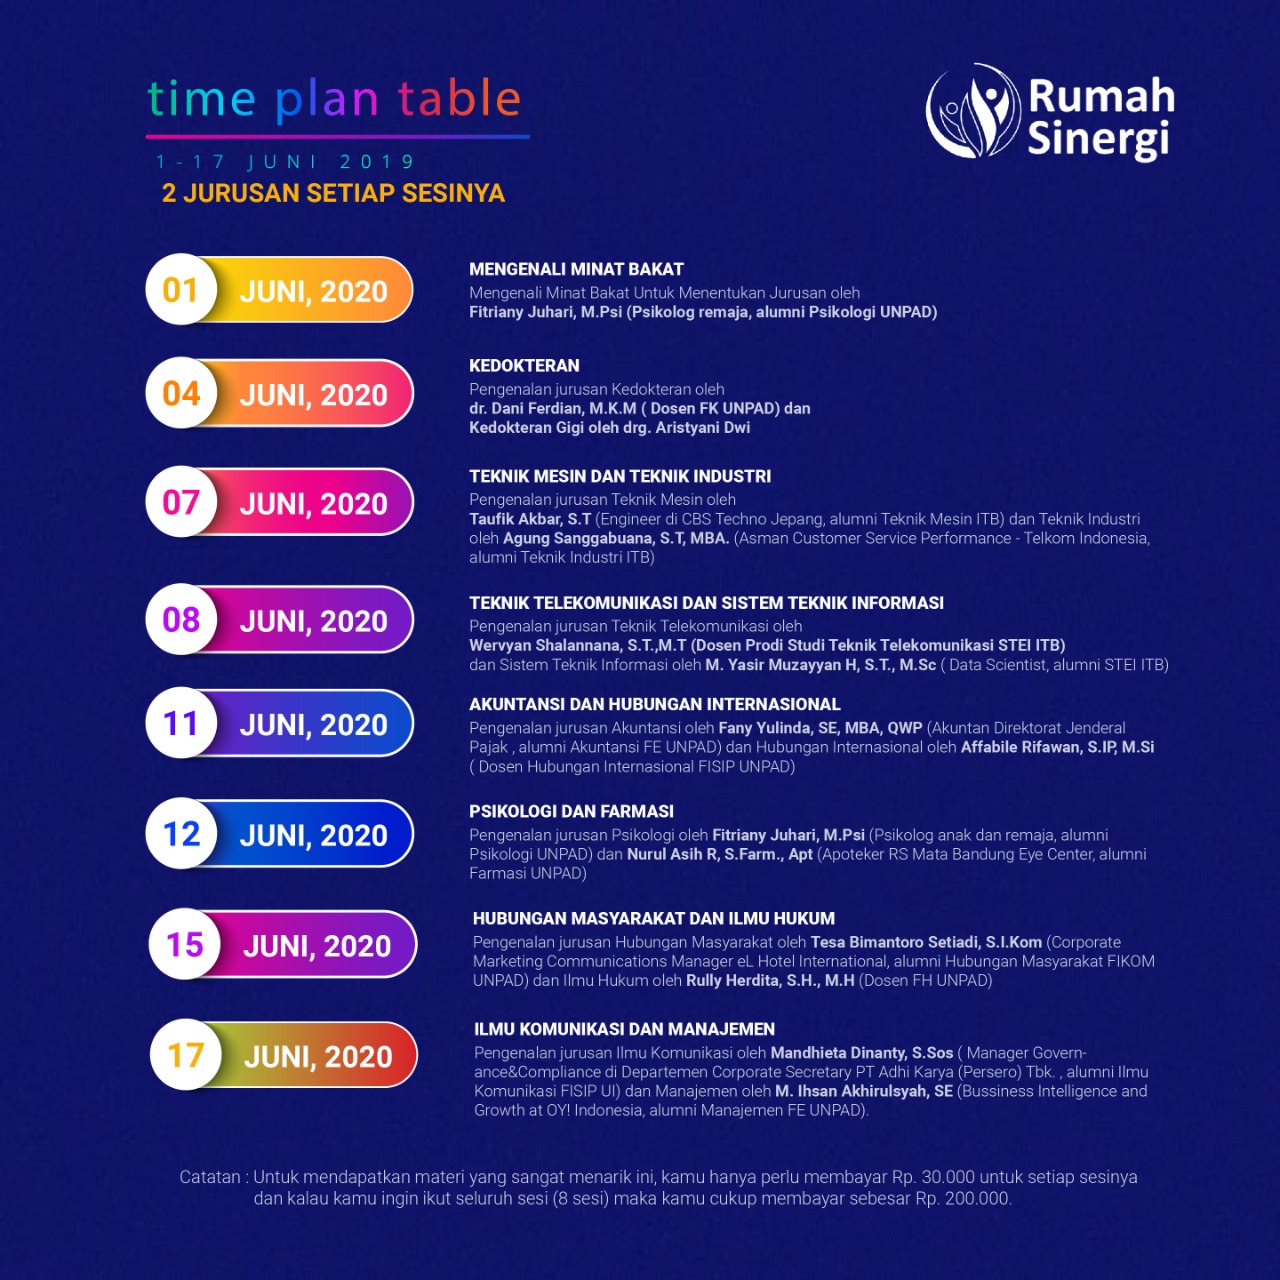 time plan table
1-17 JUNI 2019
2 JURUSAN SETIAP SESINYA
Rumah
Sinergi
01 JUNI, 2020
MENGENALI MINAT BAKAT
Mengenali Minat Bakat Untuk Menentukan Jurusan oleh
Fitriany Juhari, M.Psi (Psikolog remaja, alumni Psikologi UNPAD)
04 JUNI, 2020
KEDOKTERAN
Pengenalan jurusan Kedokteran oleh
dr. Dani Ferdian, M.K.M ( Dosen FK UNPAD) dan
Kedokteran Gigi oleh drg. Aristyani Dwi
07 JUNI, 2020
TEKNIK MESIN DAN TEKNIK INDUSTRI
Pengenalan jurusan Teknik Mesin oleh
Taufik Akbar, S.T (Engineer di CBS Techno Jepang, alumni Teknik Mesin ITB) dan Teknik Industri
oleh Agung Sanggabuana, S.T, MBA. (Asman Customer Service Performance - Telkom Indonesia,
alumni Teknik Industri ITB)
08 JUNI, 2020
TEKNIK TELEKOMUNIKASI DAN SISTEM TEKNIK INFORMASI
Pengenalan jurusan Teknik Telekomunikasi oleh
Wervyan Shalannana, S.T.,M.T (Dosen Prodi Studi Teknik Telekomunikasi STEI ITB)
dan Sistem Teknik Informasi oleh M. Yasir Muzayyan H, S.T., M.Sc ( Data Scientist, alumni STEI ITB)
11 JUNI, 2020
AKUNTANSI DAN HUBUNGAN INTERNASIONAL
Pengenalan jurusan Akuntansi oleh Fany Yulinda, SE, MBA, QWP (Akuntan Direktorat Jenderal
Pajak , alumni Akuntansi FE UNPAD) dan Hubungan Internasional oleh Affabile Rifawan, S.IP, M.Si
( Dosen Hubungan Internasional FISIP UNPAD)
12 JUNI, 2020
PSIKOLOGI DAN FARMASI
Pengenalan jurusan Psikologi oleh Fitriany Juhari, M.Psi (Psikolog anak dan remaja, alumni
Psikologi UNPAD) dan Nurul Asih R, S.Farm., Apt (Apoteker RS Mata Bandung Eye Center, alumni
Farmasi UNPAD)
15 JUNI, 2020
HUBUNGAN MASYARAKAT DAN ILMU HUKUM
Pengenalan jurusan Hubungan Masyarakat oleh Tesa Bimantoro Setiadi, S.I.Kom (Corporate
Marketing Communications Manager eL Hotel International, alumni Hubungan Masyarakat FIKOM
UNPAD) dan Ilmu Hukum oleh Rully Herdita, S.H., M.H (Dosen FH UNPAD)
17 JUNI, 2020
ILMU KOMUNIKASI DAN MANAJEMEN
Pengenalan jurusan Ilmu Komunikasi oleh Mandhieta Dinanty, S.Sos ( Manager Govern-
ance&Compliance di Departemen Corporate Secretary PT Adhi Karya (Persero) Tbk. , alumni Ilmu
Komunikasi FISIP UI) dan Manajemen oleh M. Ihsan Akhirulsyah, SE (Bussiness Intelligence and
Growth at OY! Indonesia, alumni Manajemen FE UNPAD).
Catatan : Untuk mendapatkan materi yang sangat menarik ini, kamu hanya perlu membayar Rp. 30.000 untuk setiap sesinya
dan kalau kamu ingin ikut seluruh sesi (8 sesi) maka kamu cukup membayar sebesar Rp. 200.000.